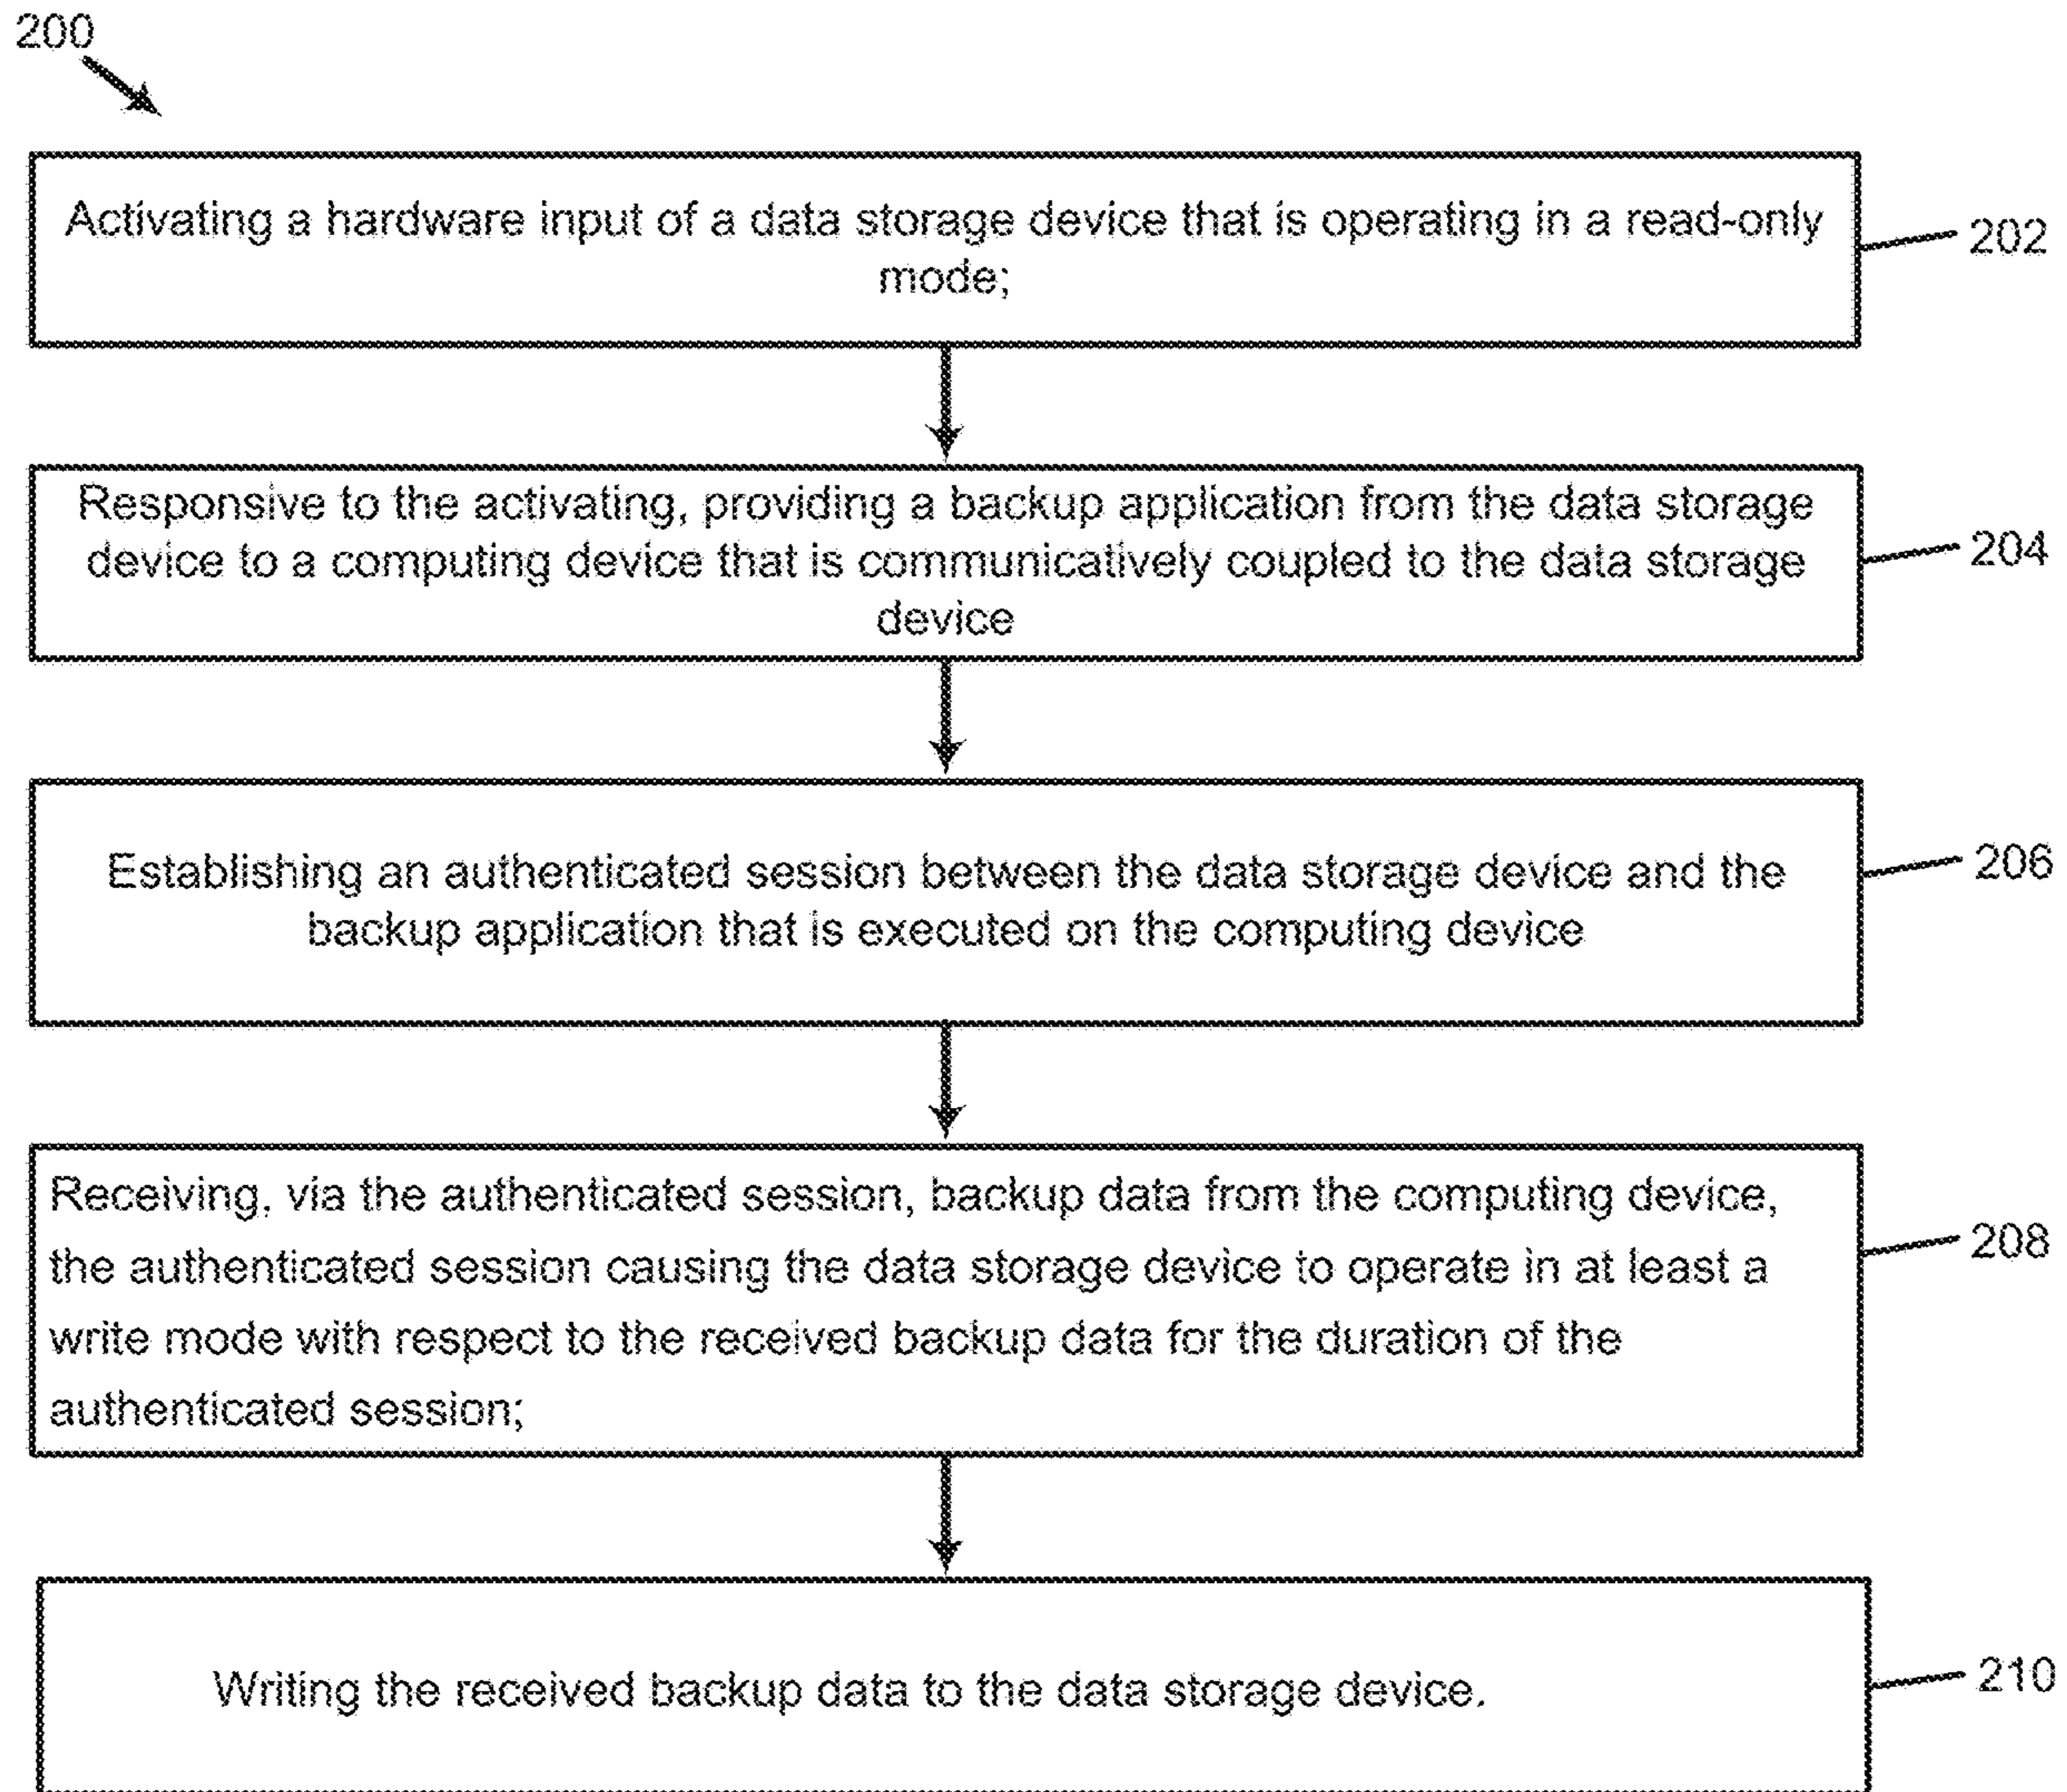 200
Activating a hardware input of a data storage device that is operating in a read-only
mode;
202
Responsive to the activating, providing a backup application from the data storage
device to a computing device that is communicatively coupled to the data storage
device
204
Establishing an authenticated session between the data storage device and the
backup application that is executed on the computing device
206
Receiving, via the authenticated session, backup data from the computing device,
the authenticated session causing the data storage device to operate in at least a
write mode with respect to the received backup data for the duration of the
authenticated session;
208
Writing the received backup data to the data storage device.
210